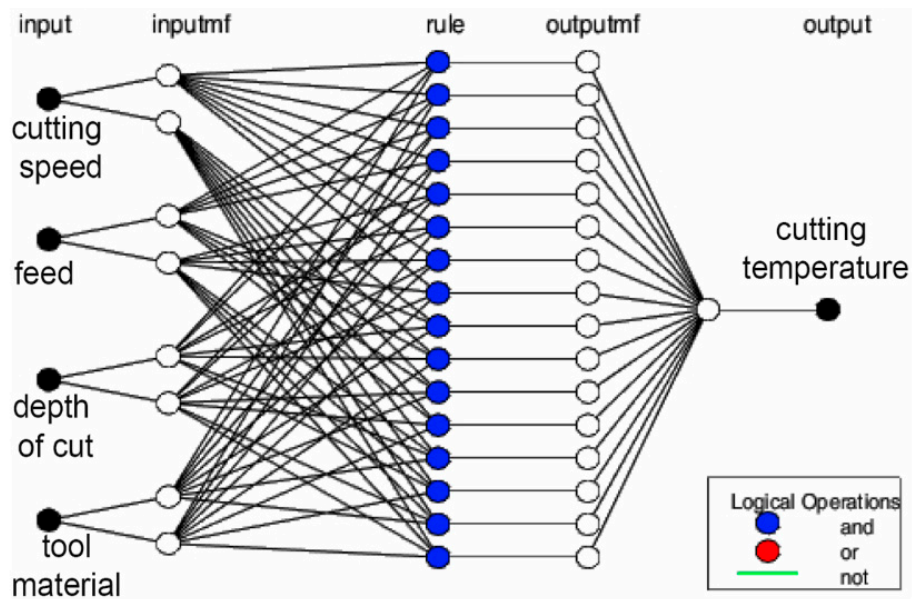 input inputmf rule outputmf output
cutting
speed
feed
depth
of cut
tool
material
cutting
temperature
Logical Operations
and
or
not